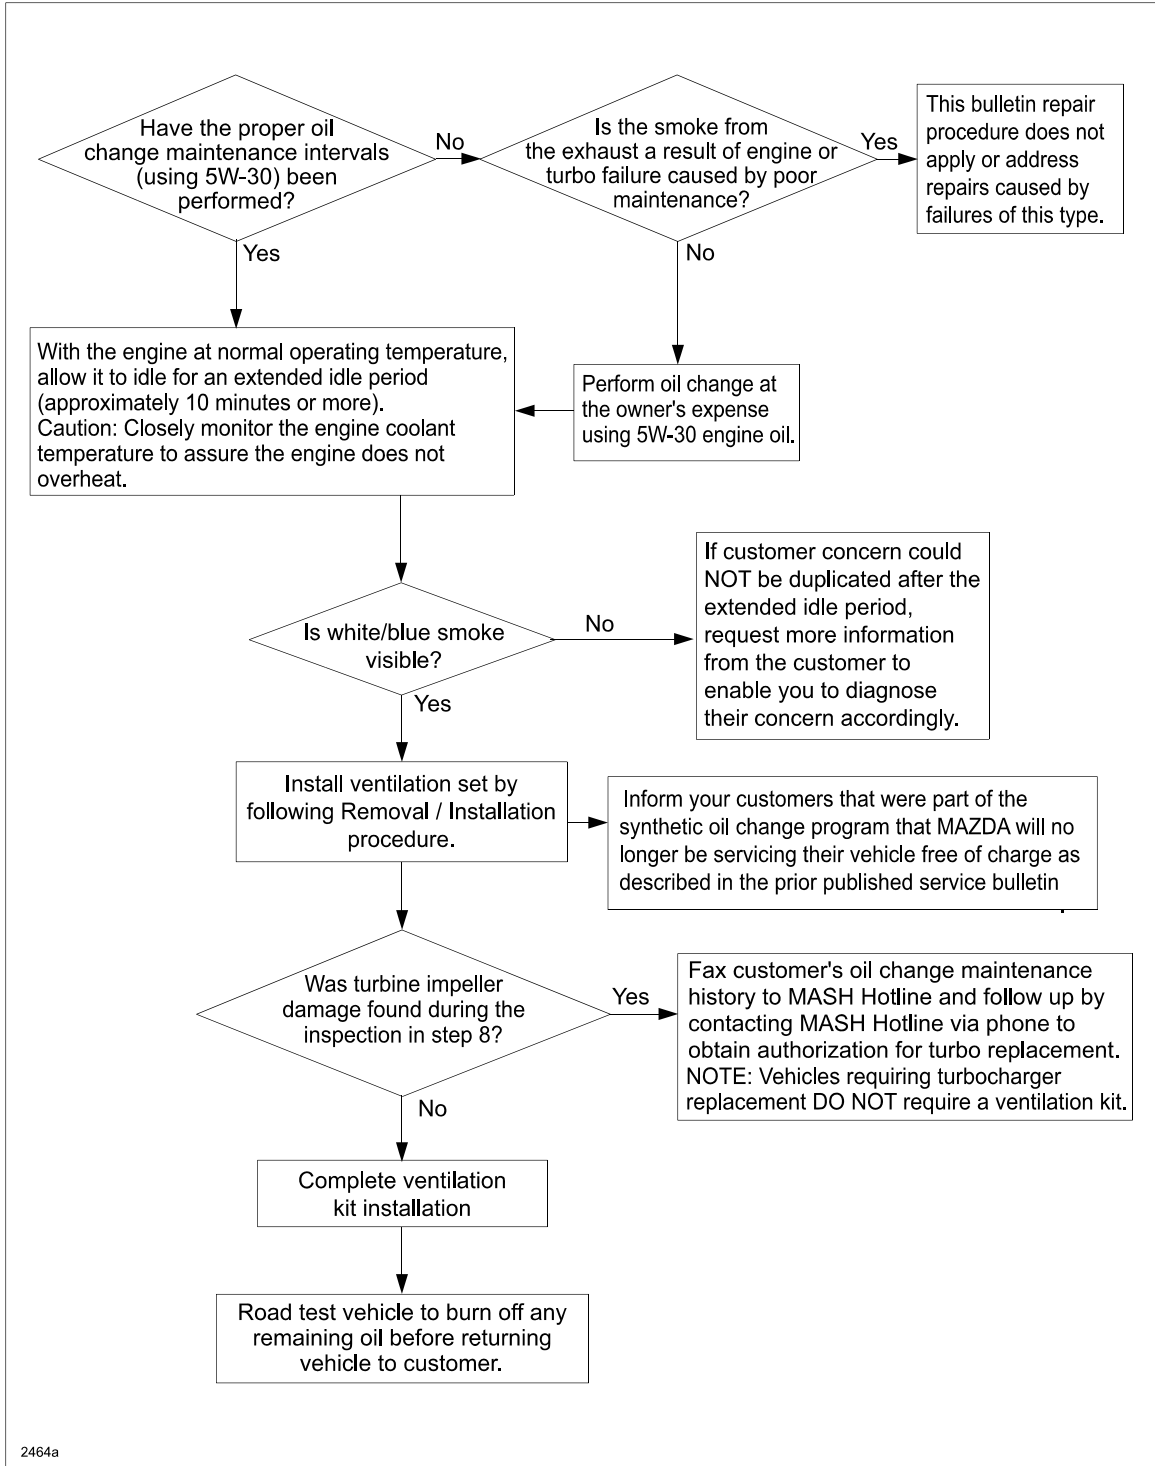 Have the proper oil
change maintenance intervals
(using 5W-30) been
performed?
No
Is the smoke from
the exhaust a result of engine or
turbo failure caused by poor
maintenance?
Yes
This bulletin repair
procedure does not
apply or address
repairs caused by
failures of this type.
Yes
No
With the engine at normal operating temperature,
allow it to idle for an extended idle period
(approximately 10 minutes or more).
Caution: Closely monitor the engine coolant
temperature to assure the engine does not
overheat.
Perform oil change at
the owner's expense
using 5W-30 engine oil.
Is white/blue smoke
visible?
No
If customer concern could
NOT be duplicated after the
extended idle period,
request more information
from the customer to
enable you to diagnose
their concern accordingly.
Yes
Install ventilation set by
following Removal / Installation
procedure.
Inform your customers that were part of the
synthetic oil change program that MAZDA will no
longer be servicing their vehicle free of charge as
described in the prior published service bulletin
.
Was turbine impeller
damage found during the
inspection in step 8?
Yes
Fax customer's oil change maintenance
history to MASH Hotline and follow up by
contacting MASH Hotline via phone to
obtain authorization for turbo replacement.
NOTE: Vehicles requiring turbocharger
replacement DO NOT require a ventilation kit.
No
Complete ventilation
kit installation
Road test vehicle to burn off any
remaining oil before returning
vehicle to customer.
2464a